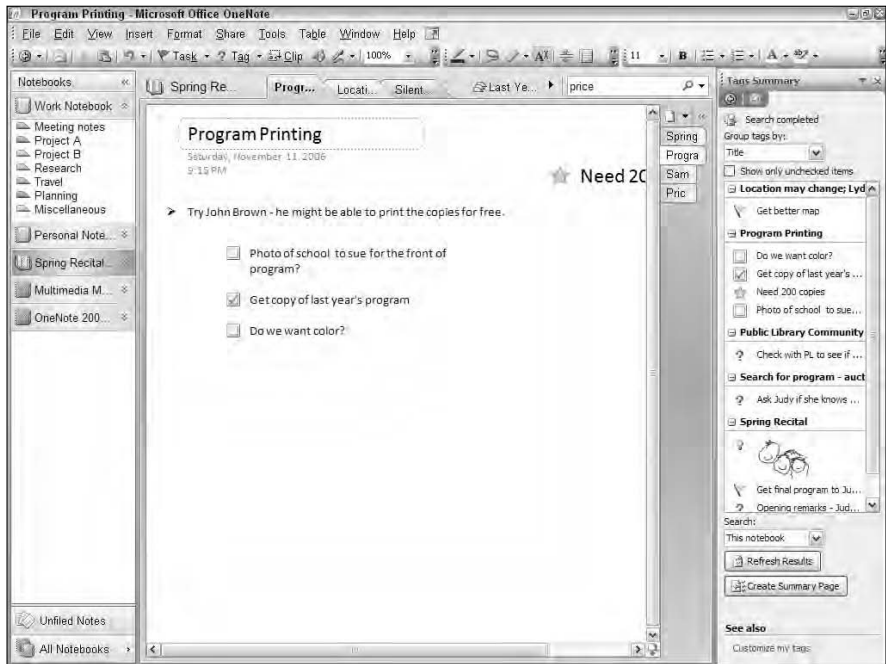 Program Printing - Microsoft Office OneNote
File Edit View Insert Format Share Tools Table Window Help
Task ? Tag Clip 100% 11 B A
Notebooks
Work Notebook
Meeting notes
Project A
Project B
Research
Travel
Planning
Miscellaneous
Personal Note...
Spring Recital...
Multimedia M...
OneNote 200...
Unfiled Notes
All Notebooks
Spring Re... Progr... Locati... Silent Last Ye... price
Program Printing
Saturday, November 11, 2006
9:15 PM
Need 20
Try John Brown - he might be able to print the copies for free.
Photo of school to sue for the front of
program?
Get copy of last year's program
Do we want color?
Spring
Progra
Sam
Pric
Tags Summary
Search completed
Group tags by:
Title
Show only unchecked items
Location may change; Lyd
Get better map
Program Printing
Do we want color?
Get copy of last year's ...
Need 200 copies
Photo of school to sue...
Public Library Community
Check with PL to see if ...
Search for program - auct
Ask Judy if she knows ...
Spring Recital
Get final program to Ju...
Opening remarks - Jud...
Search:
This notebook
Refresh Results
Create Summary Page
See also
Customize my tags